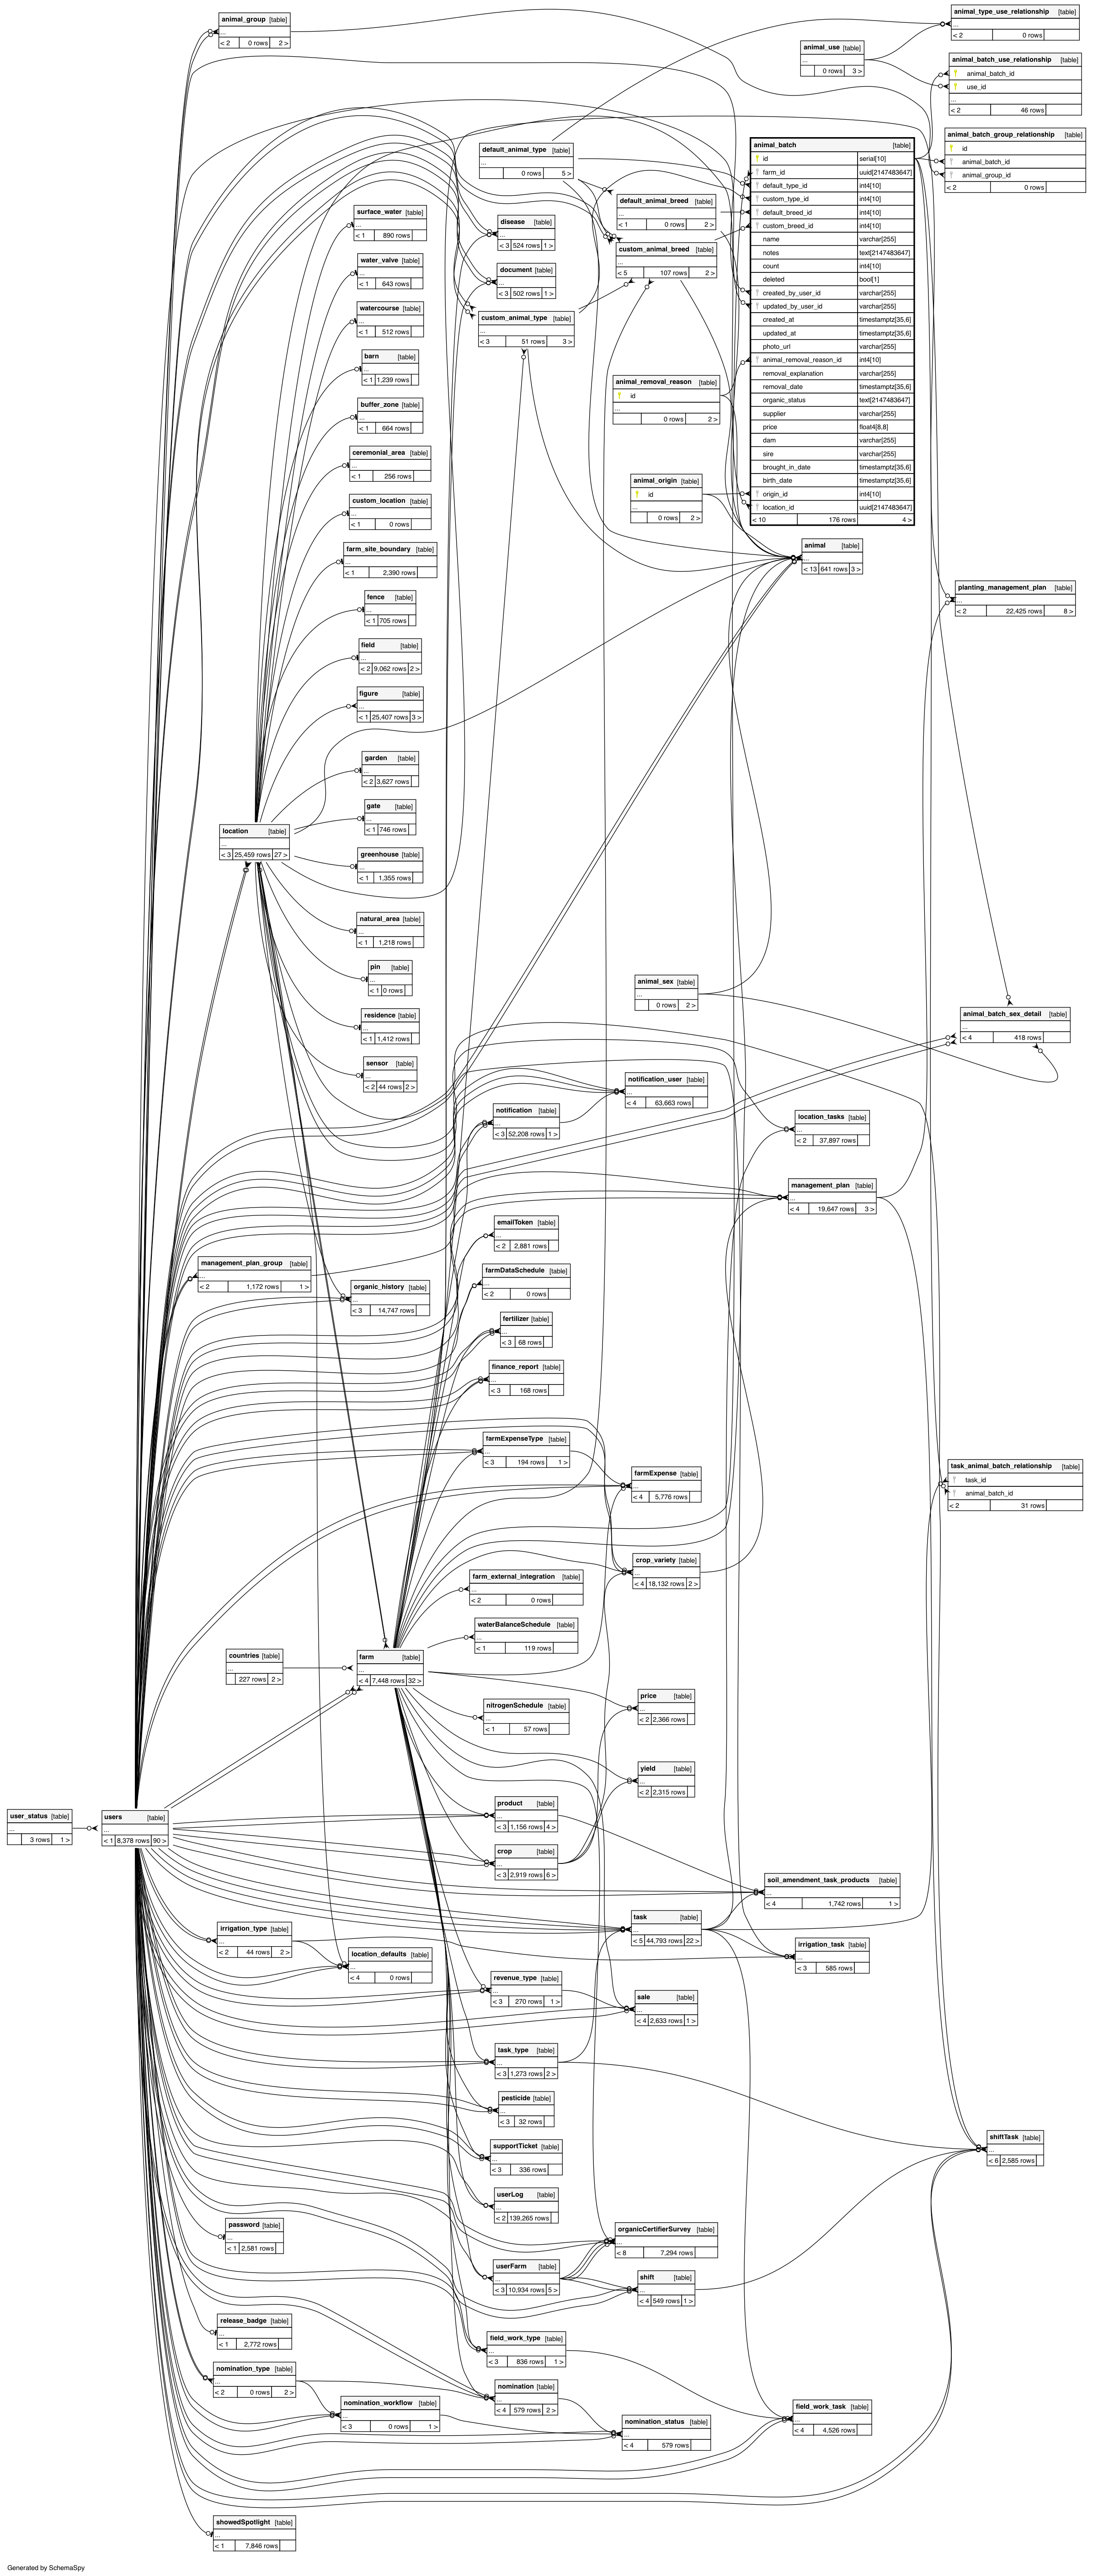 animal_group [table]
...
< 2 0 rows 2 >
animal_type_use_relationship [table]
...
< 2 0 rows
animal_use [table]
...
0 rows 3 >
animal_batch_use_relationship [table]
animal_batch_id
use_id
...
< 2 46 rows
animal_batch_group_relationship [table]
id
animal_batch_id
animal_group_id
< 2 0 rows
default_animal_type [table]
...
0 rows 5 >
animal_batch [table]
id serial[10]
farm_id uuid[2147483647]
default_type_id int4[10]
custom_type_id int4[10]
default_breed_id int4[10]
custom_breed_id int4[10]
name varchar[255]
notes text[2147483647]
count int4[10]
deleted bool[1]
created_by_user_id varchar[255]
updated_by_user_id varchar[255]
created_at timestamptz[35,6]
updated_at timestamptz[35,6]
photo_url varchar[255]
animal_removal_reason_id int4[10]
removal_explanation varchar[255]
removal_date timestamptz[35,6]
organic_status text[2147483647]
supplier varchar[255]
price float4[8,8]
dam varchar[255]
sire varchar[255]
brought_in_date timestamptz[35,6]
birth_date timestamptz[35,6]
origin_id int4[10]
location_id uuid[2147483647]
< 10 176 rows 4 >
default_animal_breed [table]
...
< 1 0 rows 2 >
custom_animal_breed [table]
...
< 5 107 rows 2 >
surface_water [table]
...
< 1 890 rows
disease [table]
...
< 3 524 rows 1 >
water_valve [table]
...
< 1 643 rows
document [table]
...
< 3 502 rows 1 >
watercourse [table]
...
< 1 512 rows
custom_animal_type [table]
...
< 3 51 rows 3 >
barn [table]
...
< 1 1,239 rows
animal_removal_reason [table]
id
...
0 rows 2 >
buffer_zone [table]
...
< 1 664 rows
ceremonial_area [table]
...
< 1 256 rows
animal_origin [table]
id
...
0 rows 2 >
custom_location [table]
...
< 1 0 rows
farm_site_boundary [table]
...
< 1 2,390 rows
animal [table]
...
< 13 641 rows 3 >
fence [table]
...
< 1 705 rows
planting_management_plan [table]
...
< 2 22,425 rows 8 >
field [table]
...
< 2 9,062 rows 2 >
figure [table]
...
< 1 25,407 rows 3 >
garden [table]
...
< 2 3,627 rows
gate [table]
...
< 1 746 rows
location [table]
...
< 3 25,459 rows 27 >
greenhouse [table]
...
< 1 1,355 rows
natural_area [table]
...
< 1 1,218 rows
pin [table]
...
< 1 0 rows
animal_sex [table]
...
0 rows 2 >
residence [table]
...
< 1 1,412 rows
animal_batch_sex_detail [table]
...
< 4 418 rows
sensor [table]
...
< 2 44 rows 2 >
notification_user [table]
...
< 4 63,663 rows
notification [table]
...
< 3 52,208 rows 1 >
location_tasks [table]
...
< 2 37,897 rows
management_plan [table]
...
< 4 19,647 rows 3 >
emailToken [table]
...
< 2 2,881 rows
management_plan_group [table]
...
< 2 1,172 rows 1 >
farmDataSchedule [table]
...
< 2 0 rows
organic_history [table]
...
< 3 14,747 rows
fertilizer [table]
...
< 3 68 rows
finance_report [table]
...
< 3 168 rows
farmExpenseType [table]
...
< 3 194 rows 1 >
farmExpense [table]
...
< 4 5,776 rows
task_animal_batch_relationship [table]
task_id
animal_batch_id
< 2 31 rows
crop_variety [table]
...
< 4 18,132 rows 2 >
farm_external_integration [table]
...
< 2 0 rows
waterBalanceSchedule [table]
...
< 1 119 rows
countries [table]
...
227 rows 2 >
farm [table]
...
< 4 7,448 rows 32 >
price [table]
...
< 2 2,366 rows
nitrogenSchedule [table]
...
< 1 57 rows
yield [table]
...
< 2 2,315 rows
product [table]
...
< 3 1,156 rows 4 >
user_status [table]
...
3 rows 1 >
users [table]
...
< 1 8,378 rows 90 >
crop [table]
...
< 3 2,919 rows 6 >
soil_amendment_task_products [table]
...
< 4 1,742 rows 1 >
task [table]
...
< 5 44,793 rows 22 >
irrigation_type [table]
...
< 2 44 rows 2 >
irrigation_task [table]
...
< 3 585 rows
location_defaults [table]
...
< 4 0 rows
revenue_type [table]
...
< 3 270 rows 1 >
sale [table]
...
< 4 2,633 rows 1 >
task_type [table]
...
< 3 1,273 rows 2 >
pesticide [table]
...
< 3 32 rows
shiftTask [table]
...
< 6 2,585 rows
supportTicket [table]
...
< 3 336 rows
userLog [table]
...
< 2 139,265 rows
password [table]
...
< 1 2,581 rows
organicCertifierSurvey [table]
...
< 8 7,294 rows
userFarm [table]
...
< 3 10,934 rows 5 >
shift [table]
...
< 4 549 rows 1 >
release_badge [table]
...
< 1 2,772 rows
field_work_type [table]
...
< 3 836 rows 1 >
nomination_type [table]
...
< 2 0 rows 2 >
nomination [table]
...
< 4 579 rows 2 >
nomination_workflow [table]
...
< 3 0 rows 1 >
field_work_task [table]
...
< 4 4,526 rows
nomination_status [table]
...
< 4 579 rows
showedSpotlight [table]
...
< 1 7,846 rows
Generated by SchemaSpy